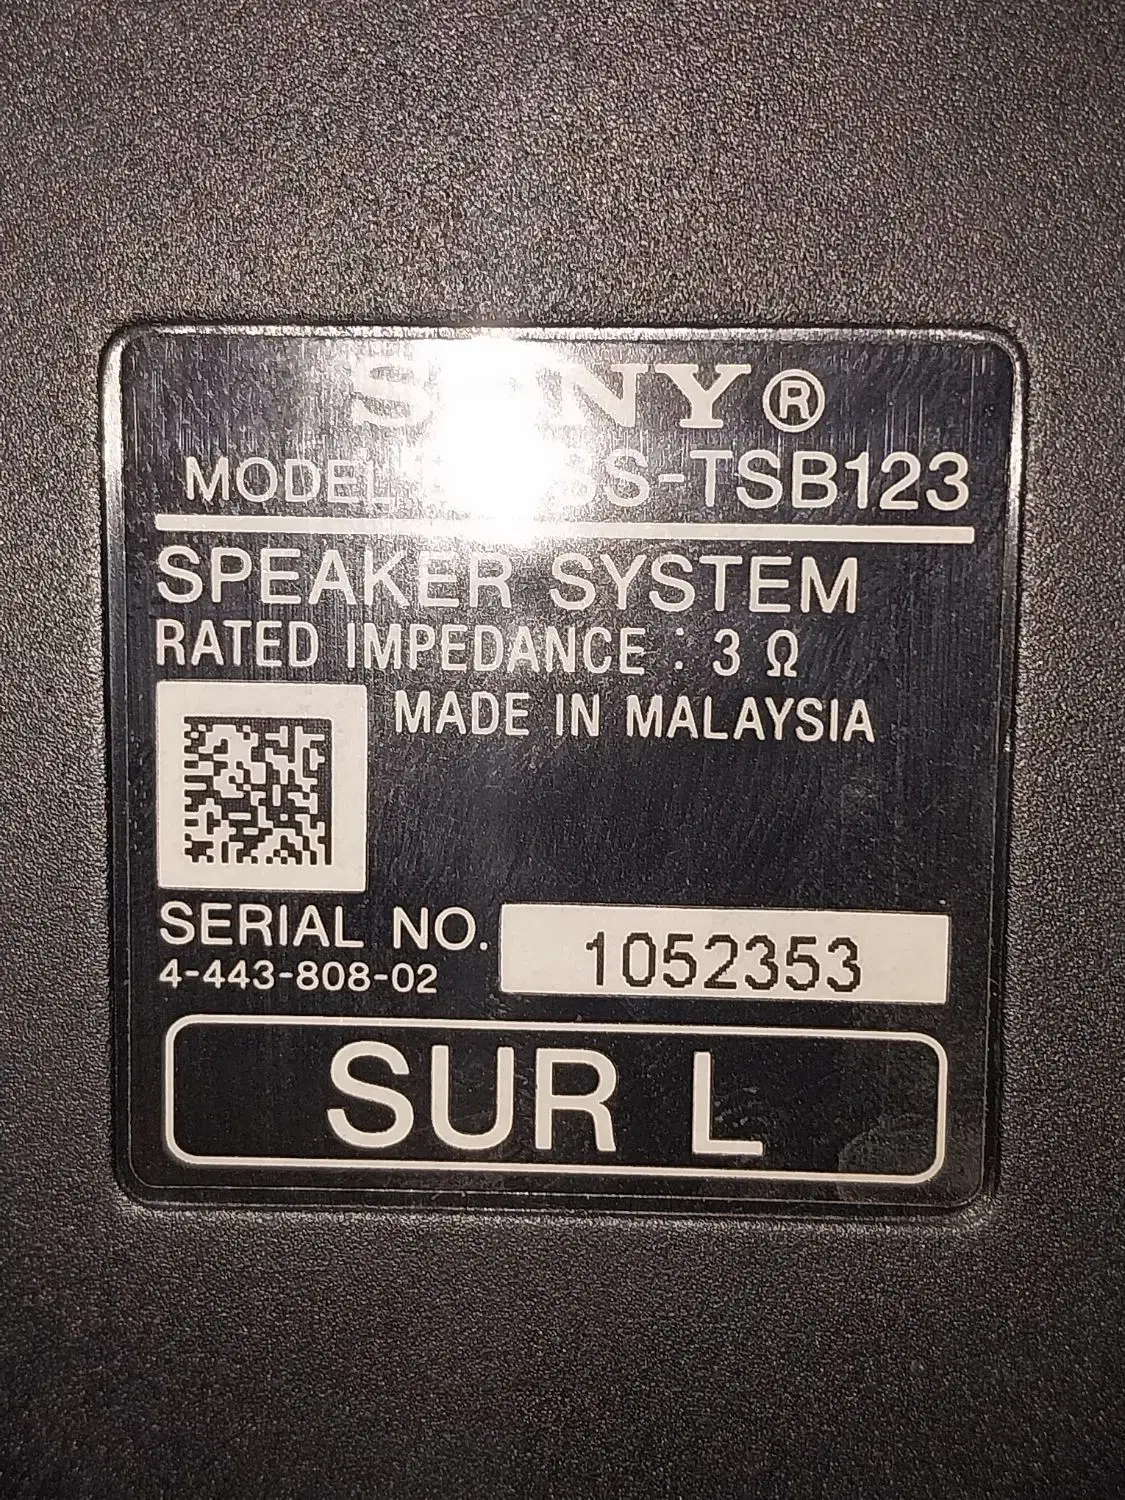 SONY®
MODEL SS-TSB123
SPEAKER SYSTEM
RATED IMPEDANCE : 3 Ω
MADE IN MALAYSIA
SERIAL NO. 1052353
4-443-808-02
SUR L